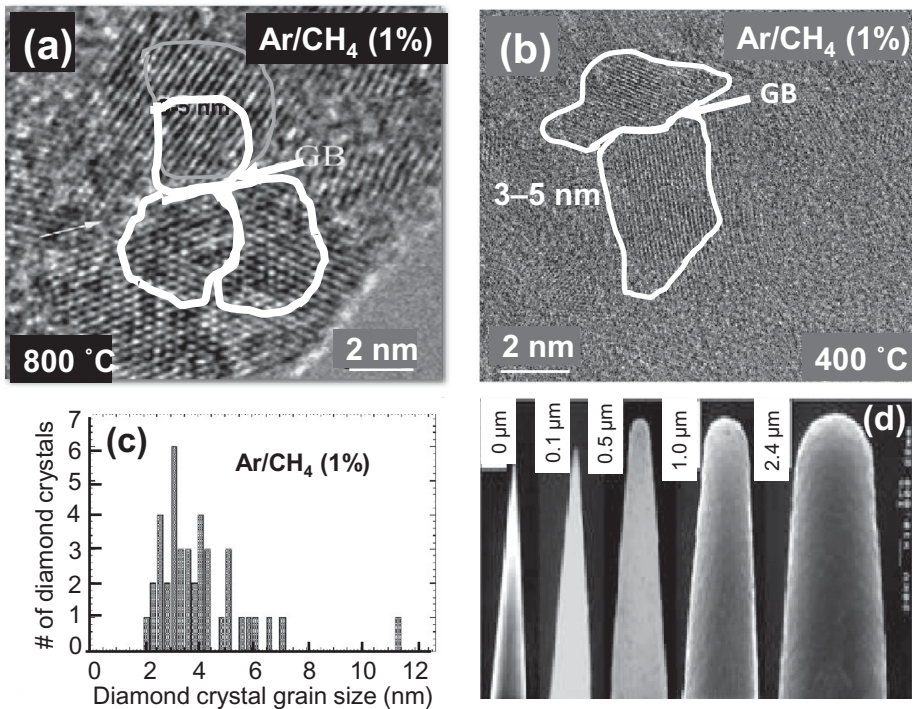 (a)
Ar/CH₄ (1%)
5 nm
GB
800 ˚C
2 nm
(b)
Ar/CH₄ (1%)
GB
3–5 nm
2 nm
400 ˚C
(c)
Ar/CH₄ (1%)
# of diamond crystals
7
6
5
4
3
2
1
0
0 2 4 6 8 10 12
Diamond crystal grain size (nm)
(d)
0 µm
0.1 µm
0.5 µm
1.0 µm
2.4 µm